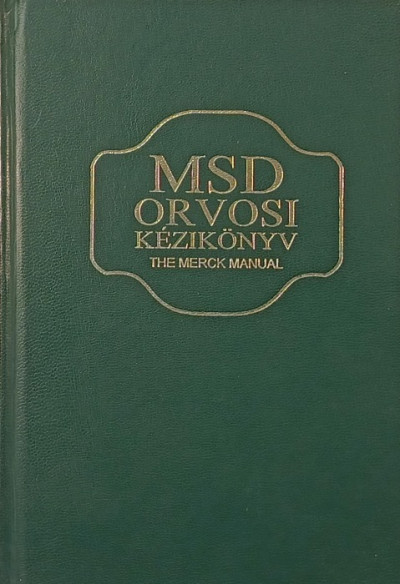 MSD
ORVOSI
KÉZIKÖNYV
THE MERCK MANUAL